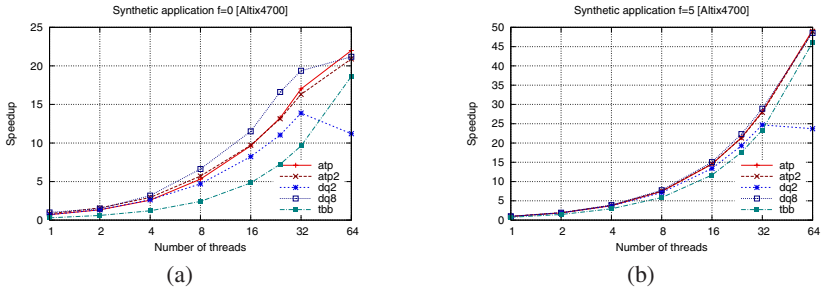 Synthetic application f=0 [Altix4700]
25
20
15
10
5
0
Speedup
1 2 4 8 16 32 64
Number of threads
atp
atp2
dq2
dq8
tbb
(a)
Synthetic application f=5 [Altix4700]
50
45
40
35
30
25
20
15
10
5
0
Speedup
1 2 4 8 16 32 64
Number of threads
atp
atp2
dq2
dq8
tbb
(b)